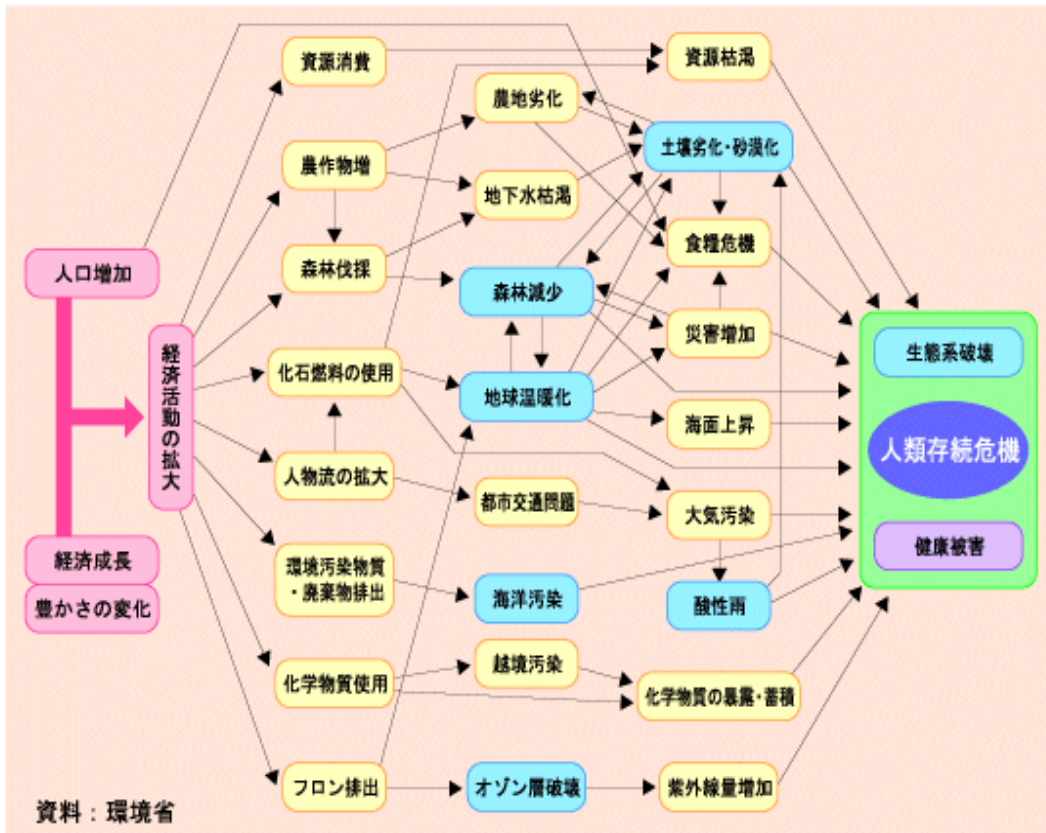 資源消費
資源枯渇
農地劣化
農作物増
土壌劣化・砂漠化
地下水枯渇
食糧危機
人口増加
森林伐採
森林減少
災害増加
生態系破壊
経済活動の拡大
化石燃料の使用
地球温暖化
海面上昇
人類存続危機
人物流の拡大
都市交通問題
大気汚染
健康被害
経済成長
豊かさの変化
環境汚染物質
・廃棄物排出
海洋汚染
酸性雨
化学物質使用
越境汚染
化学物質の暴露・蓄積
フロン排出
オゾン層破壊
紫外線量増加
資料：環境省